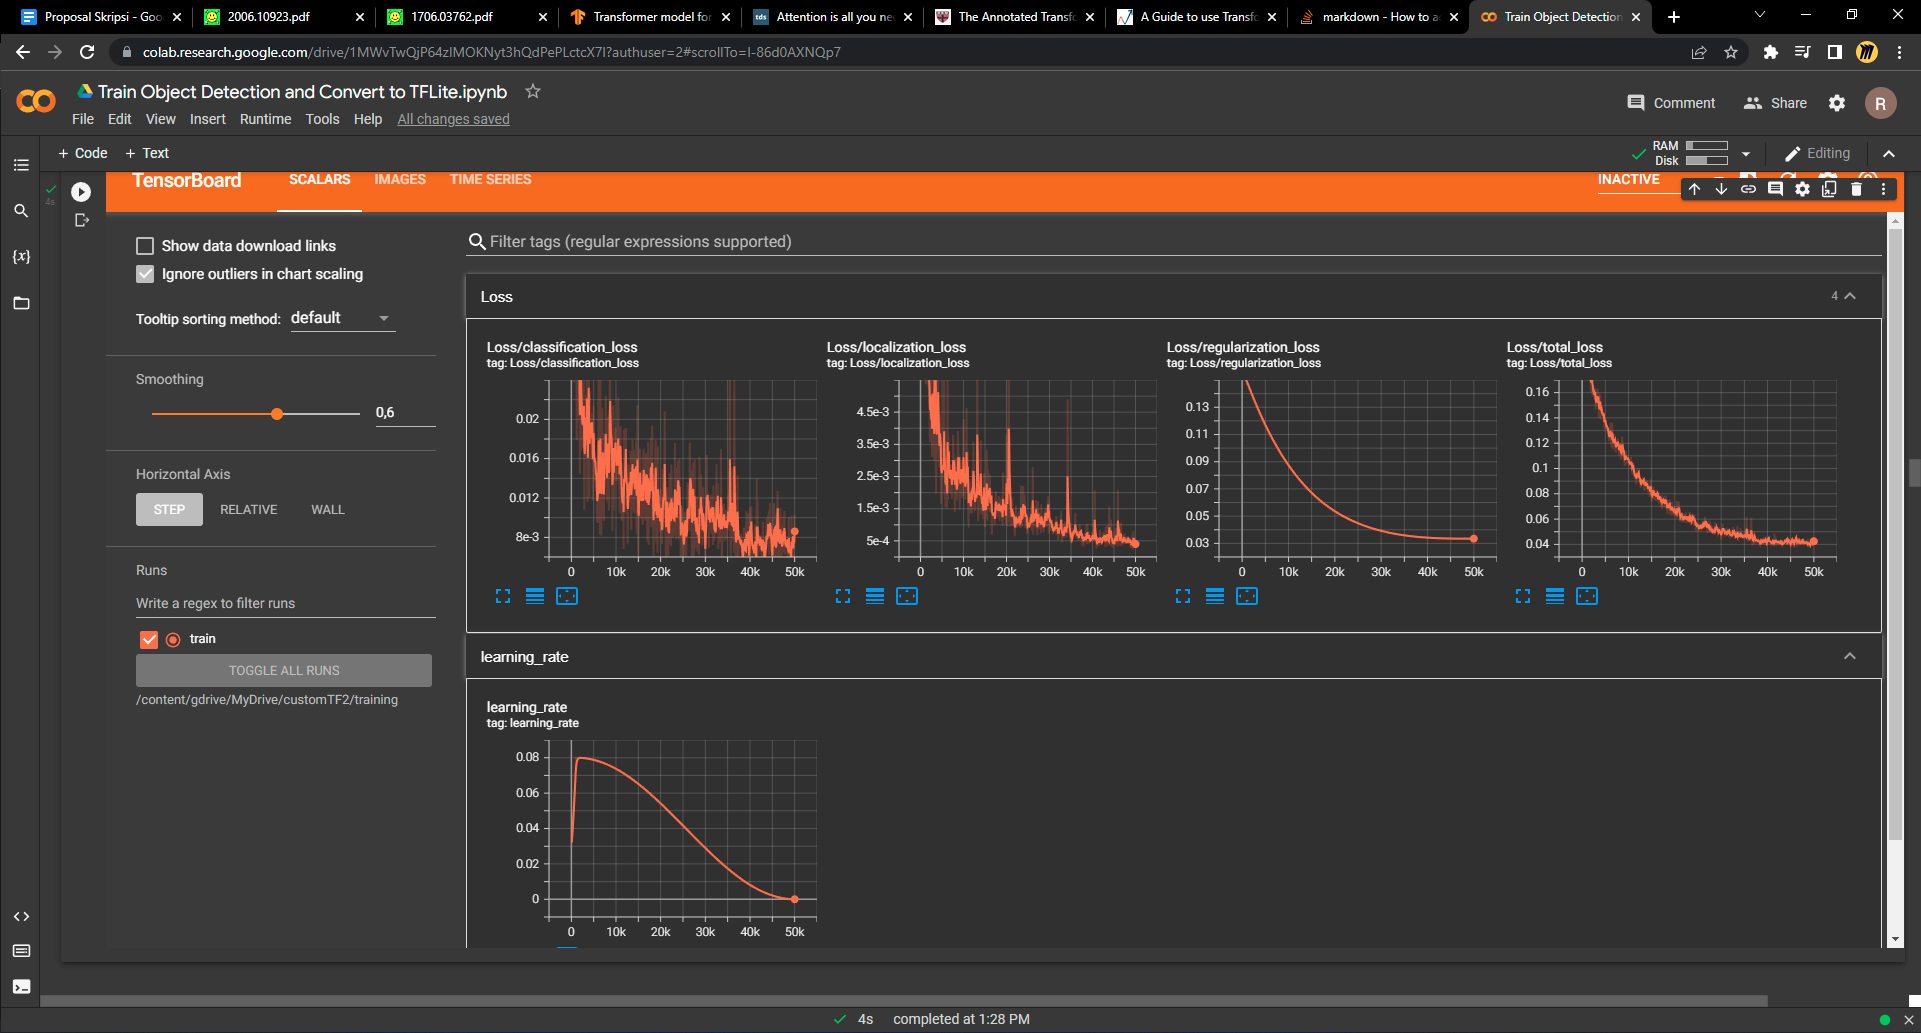 Proposal Skripsi - Goo
2006.10923.pdf
1706.03762.pdf
Transformer model for
Attention is all you ne
The Annotated Transfo
A Guide to use Transfo
markdown - How to a
Train Object Detection
colab.research.google.com/drive/1MWvTwQjP64zIMOKNyt3hQdPePLctcX7I?authuser=2#scrollTo=I-86d0AXNQp7
Train Object Detection and Convert to TFLite.ipynb
File Edit View Insert Runtime Tools Help All changes saved
Comment
Share
R
+ Code + Text
RAM
Disk
Editing
4s
TensorBoard
SCALARS IMAGES TIME SERIES
INACTIVE
Show data download links
Ignore outliers in chart scaling
Tooltip sorting method: default
Smoothing
0,6
Horizontal Axis
STEP RELATIVE WALL
Runs
Write a regex to filter runs
train
TOGGLE ALL RUNS
/content/gdrive/MyDrive/customTF2/training
Filter tags (regular expressions supported)
Loss
4
Loss/classification_loss
tag: Loss/classification_loss
0.02
0.016
0.012
8e-3
0 10k 20k 30k 40k 50k
Loss/localization_loss
tag: Loss/localization_loss
4.5e-3
3.5e-3
2.5e-3
1.5e-3
5e-4
0 10k 20k 30k 40k 50k
Loss/regularization_loss
tag: Loss/regularization_loss
0.13
0.11
0.09
0.07
0.05
0.03
0 10k 20k 30k 40k 50k
Loss/total_loss
tag: Loss/total_loss
0.16
0.14
0.12
0.1
0.08
0.06
0.04
0 10k 20k 30k 40k 50k
learning_rate
learning_rate
tag: learning_rate
0.08
0.06
0.04
0.02
0
0 10k 20k 30k 40k 50k
4s completed at 1:28 PM